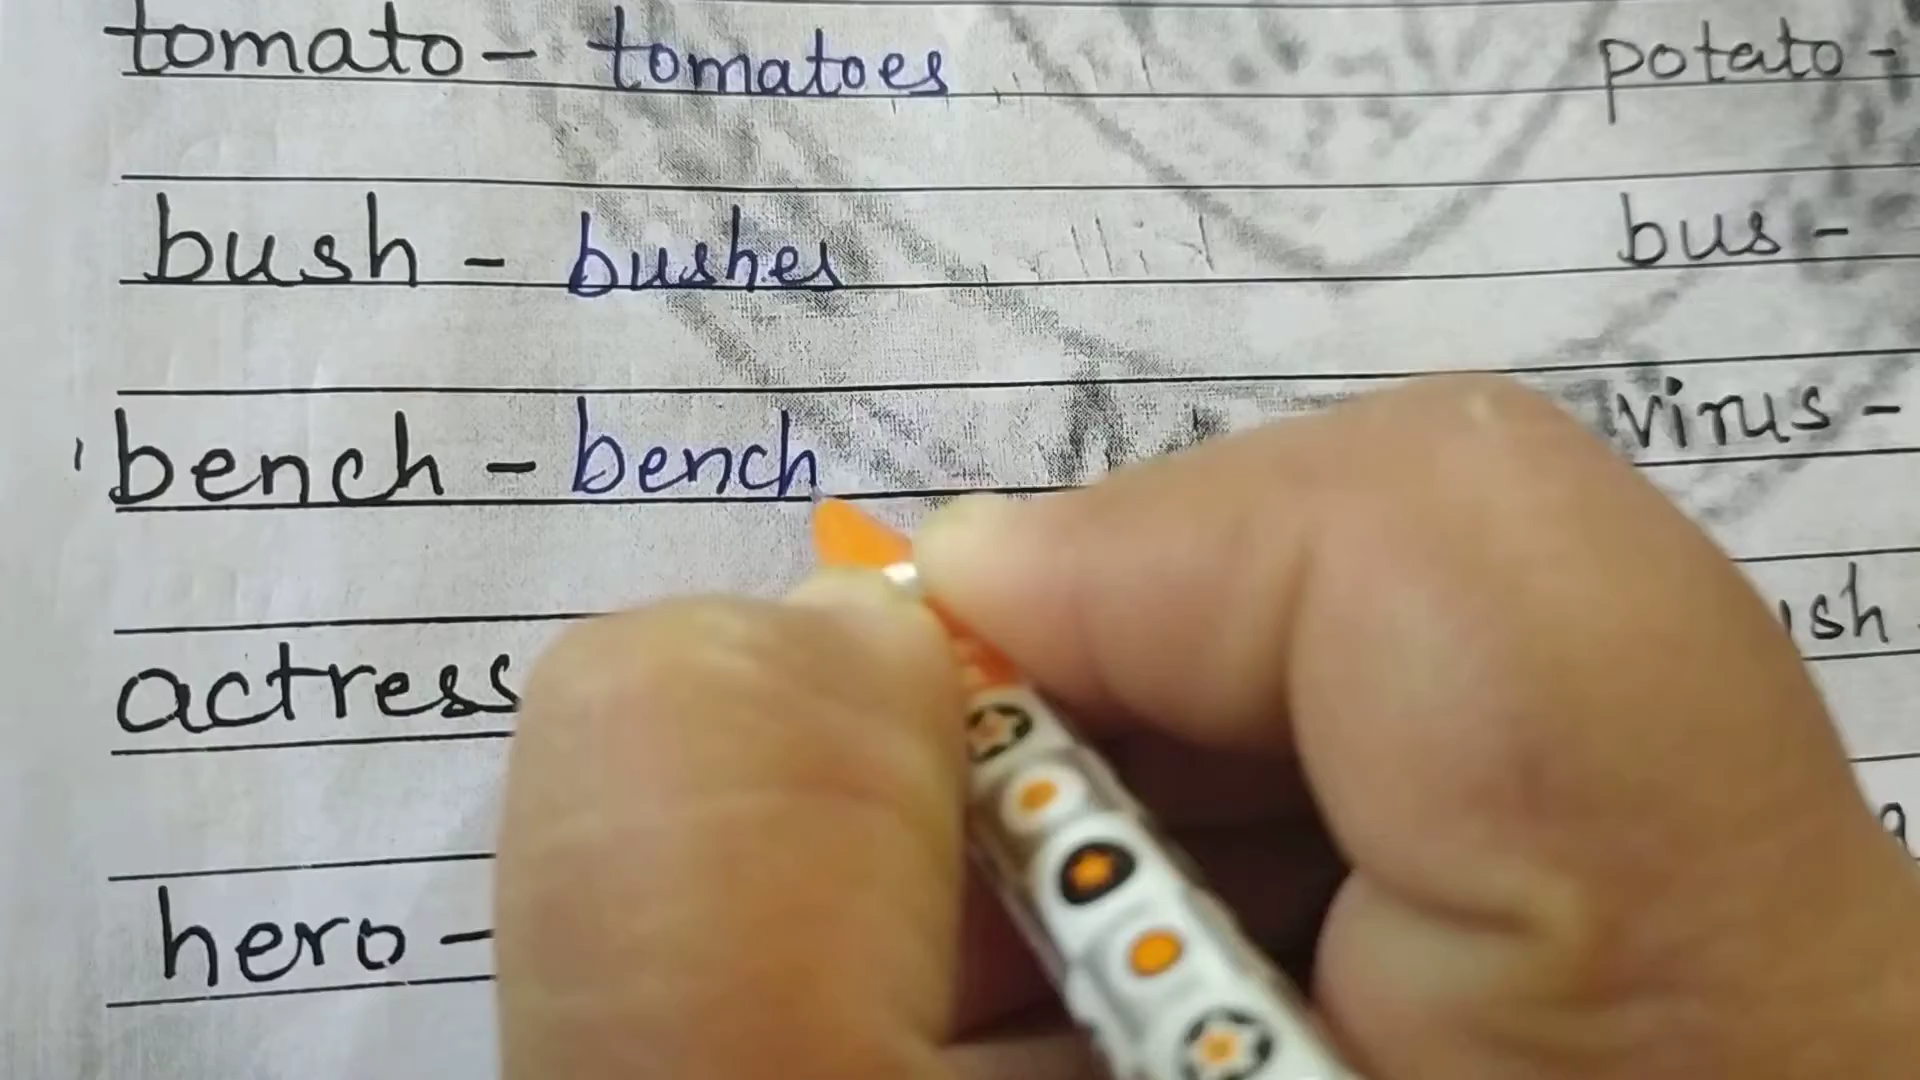 tomato - tomatoes potato -
bush - bushes bus -
bench - bench virus -
actress
hero -